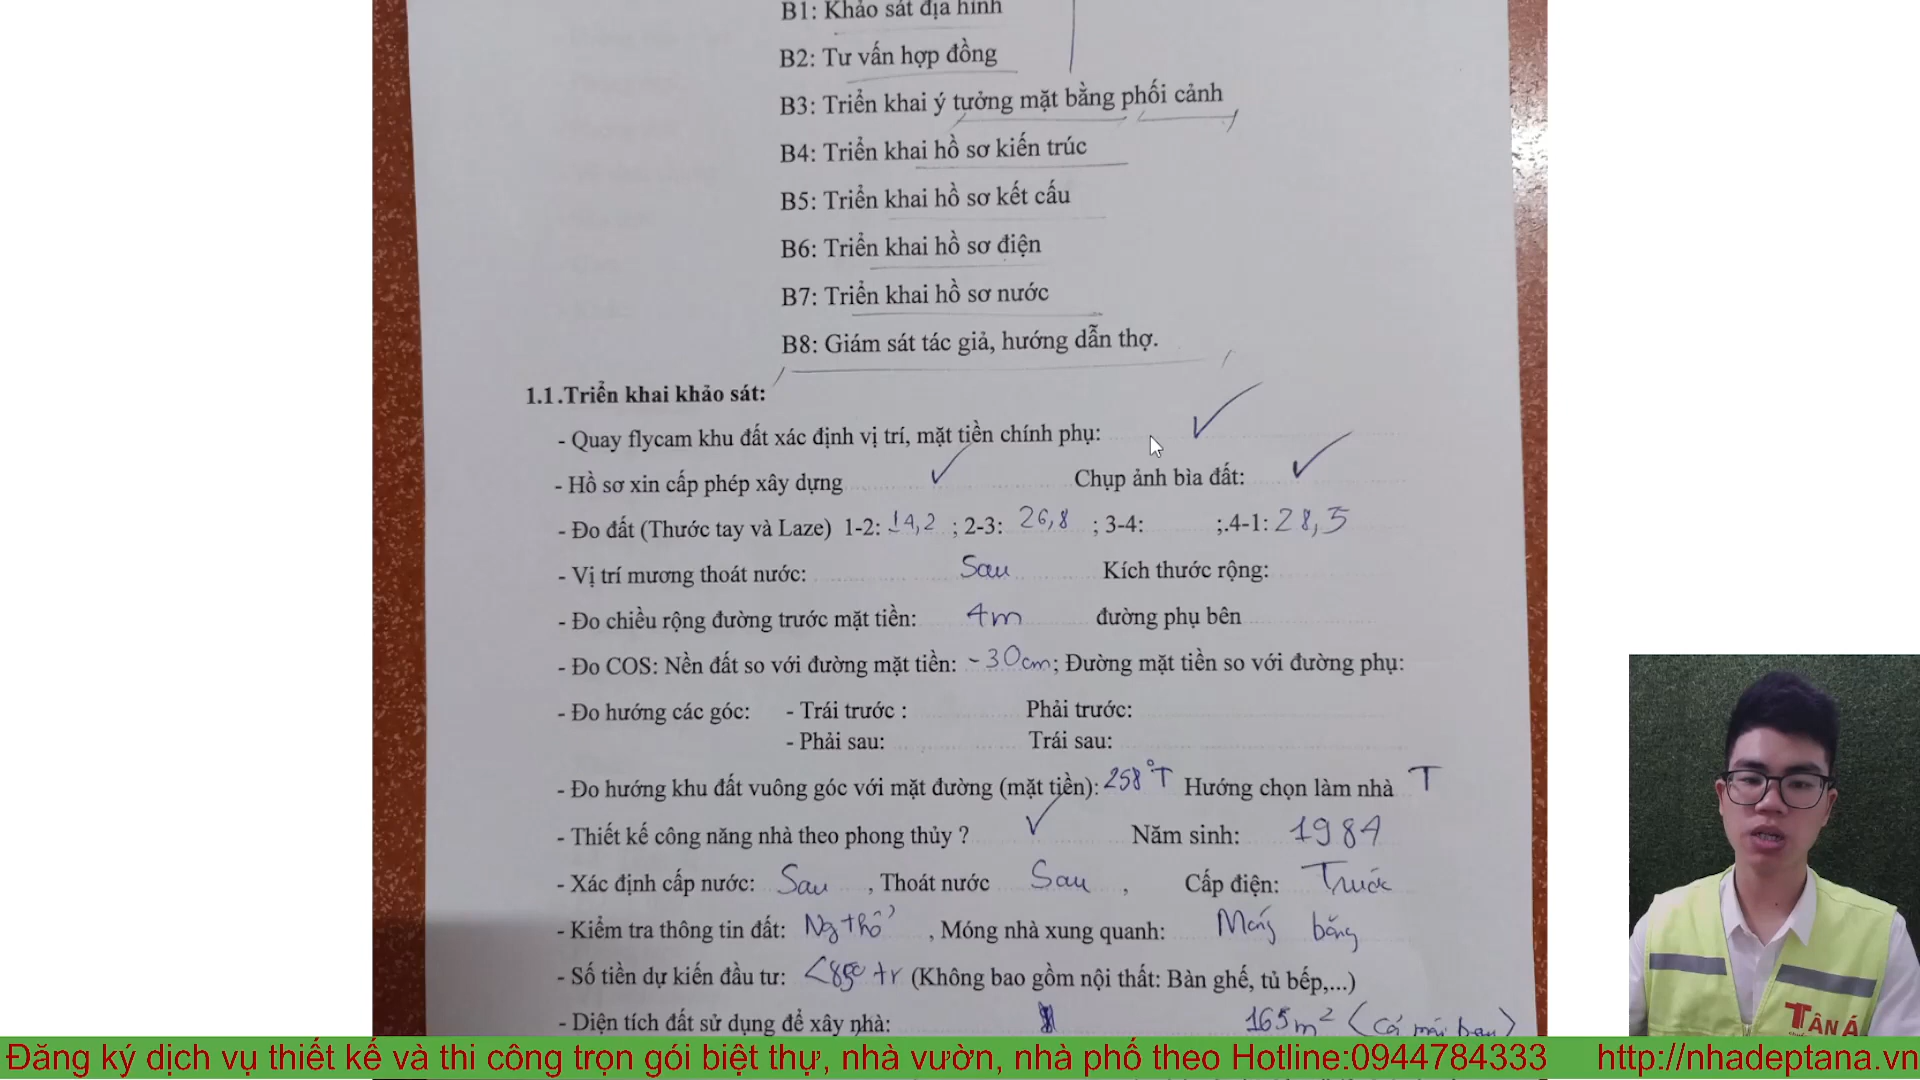 B1: Khảo sát địa hình
B2: Tư vấn hợp đồng
B3: Triển khai ý tưởng mặt bằng phối cảnh
B4: Triển khai hồ sơ kiến trúc
B5: Triển khai hồ sơ kết cấu
B6: Triển khai hồ sơ điện
B7: Triển khai hồ sơ nước
B8: Giám sát tác giả, hướng dẫn thợ.
1.1.Triển khai khảo sát:
- Quay flycam khu đất xác định vị trí, mặt tiền chính phụ:
- Hồ sơ xin cấp phép xây dựng Chụp ảnh bìa đất:
- Đo đất (Thước tay và Laze) 1-2: 14,2 ; 2-3: 26,8 ; 3-4: ;.4-1: 28,5
- Vị trí mương thoát nước: Sau Kích thước rộng:
- Đo chiều rộng đường trước mặt tiền: 4m đường phụ bên
- Đo COS: Nền đất so với đường mặt tiền: -30cm; Đường mặt tiền so với đường phụ:
- Đo hướng các góc: - Trái trước : Phải trước:
- Phải sau: Trái sau:
- Đo hướng khu đất vuông góc với mặt đường (mặt tiền): 258°T Hướng chọn làm nhà T
- Thiết kế công năng nhà theo phong thủy ? Năm sinh: 1984
- Xác định cấp nước: Sau , Thoát nước Sau , Cấp điện: Trước
- Kiểm tra thông tin đất: Ng thổ , Móng nhà xung quanh: Móng băng
- Số tiền dự kiến đầu tư: <850 tr (Không bao gồm nội thất: Bàn ghế, tủ bếp,...)
- Diện tích đất sử dụng để xây nhà: 165m² (Cả mái
TÂN Á
Đăng ký dịch vụ thiết kế và thi công trọn gói biệt thự, nhà vườn, nhà phố theo Hotline:0944784333 http://nhadeptana.vn